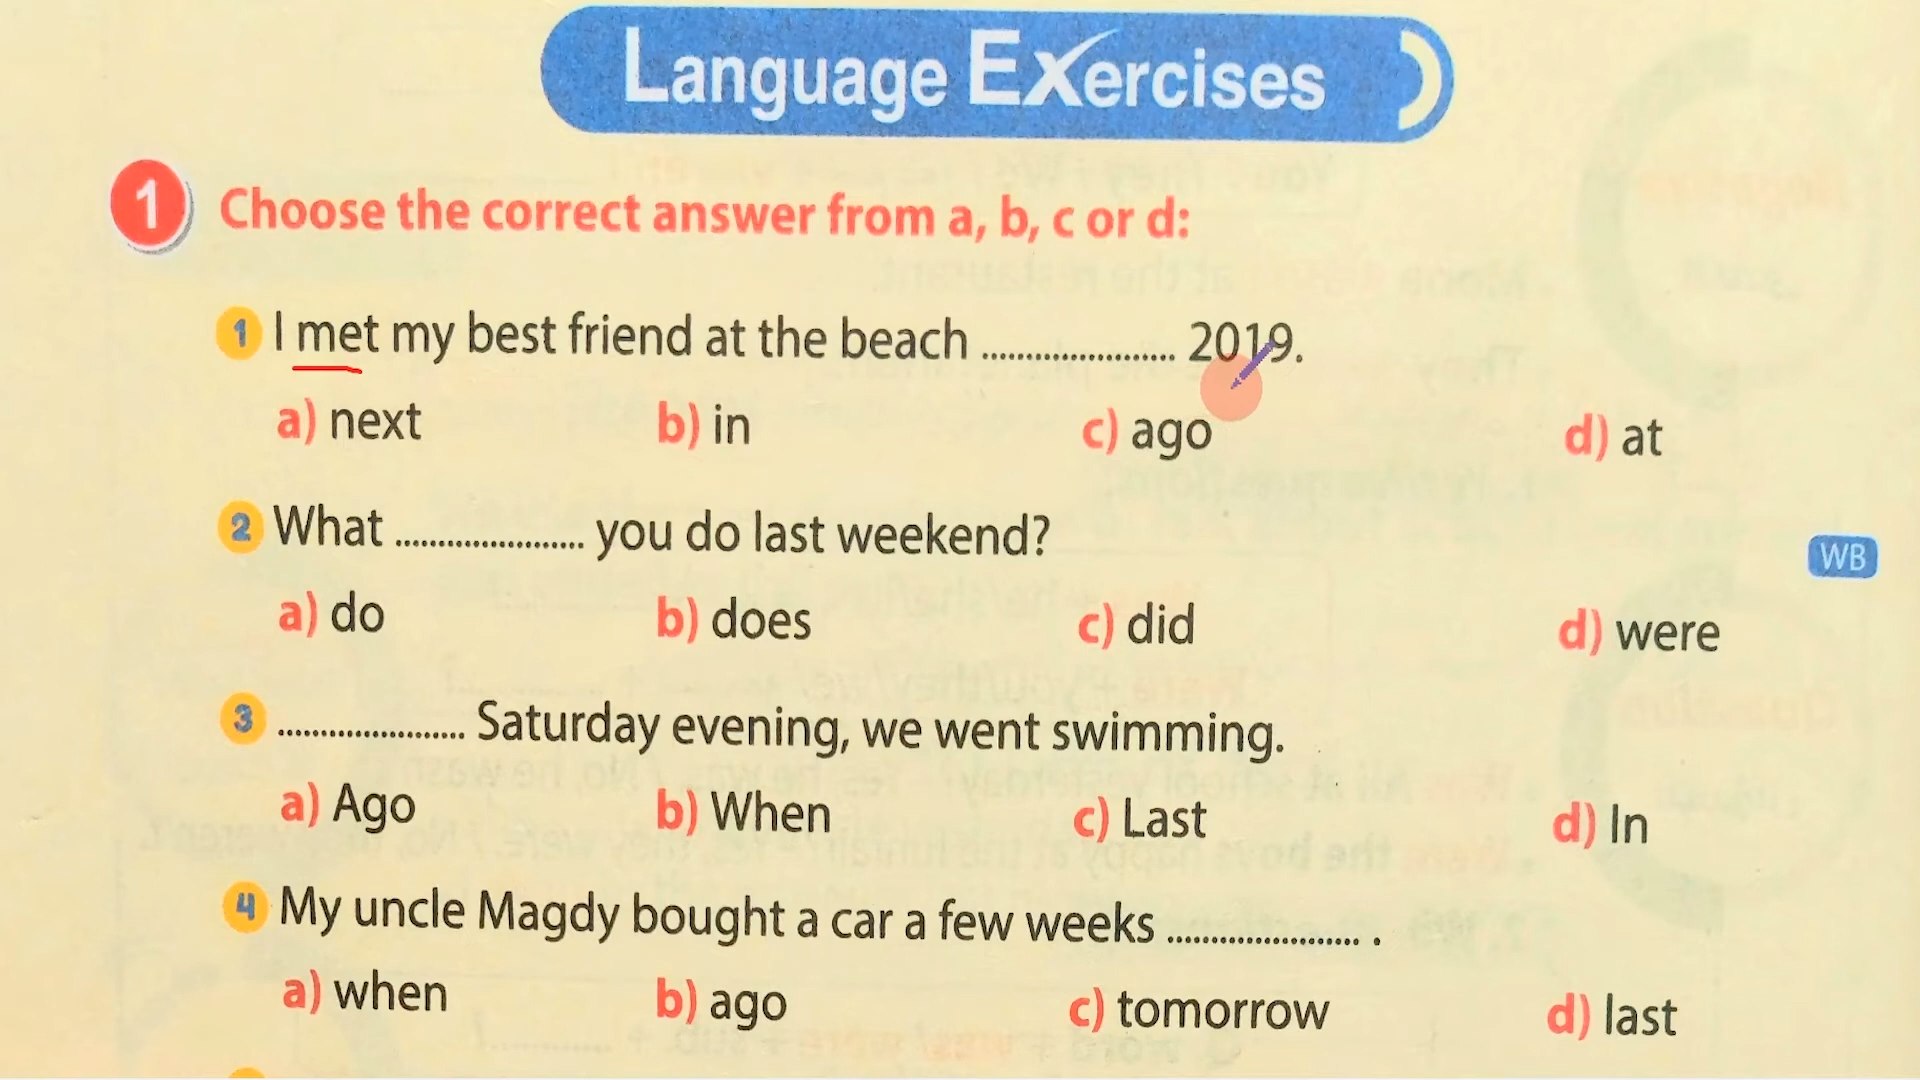 Language Exercises
1 Choose the correct answer from a, b, c or d:
1 I met my best friend at the beach ...................... 2019.
a) next b) in c) ago d) at
2 What ...................... you do last weekend?
WB
a) do b) does c) did d) were
3 ...................... Saturday evening, we went swimming.
a) Ago b) When c) Last d) In
4 My uncle Magdy bought a car a few weeks ...................... .
a) when b) ago c) tomorrow d) last